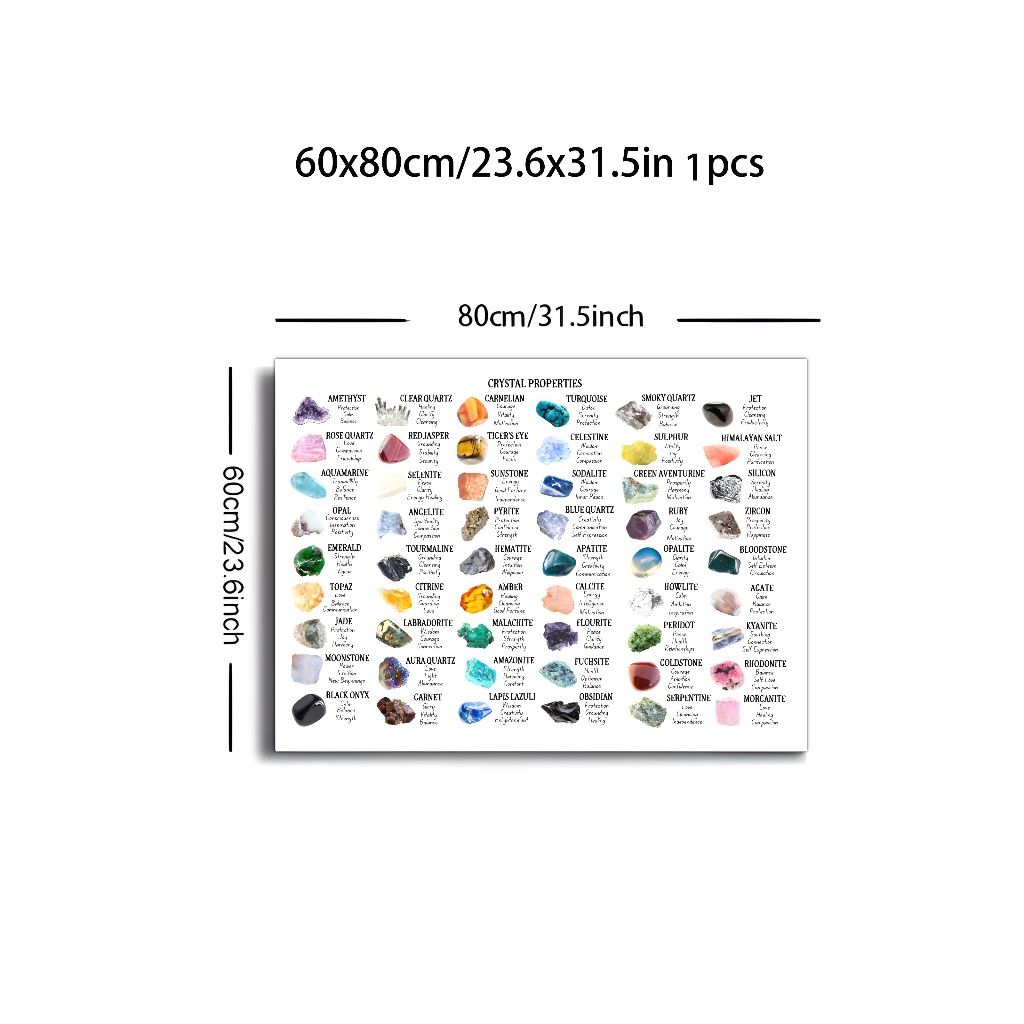 60x80cm/23.6x31.5in 1pcs
80cm/31.5inch
60cm/23.6inch
CRYSTAL PROPERTIES
AMETHYST
Protection
Calm
Balance
CLEAR QUARTZ
Healing
Clarity
Cleansing
CARNELIAN
Courage
Vitality
Motivation
TURQUOISE
Detox
Serenity
Protection
SMOKY QUARTZ
Grounding
Strength
Balance
JET
Protection
Cleansing
Productivity
ROSE QUARTZ
Love
Compassion
Friendship
RED JASPER
Grounding
Stability
Security
TIGER'S EYE
Protection
Courage
Focus
CELESTINE
Wisdom
Connection
Compassion
SULPHUR
Vitality
Joy
Positivity
HIMALAYAN SALT
Peace
Cleansing
Purification
AQUAMARINE
Tranquility
Balance
Resilience
SELENITE
Peace
Clarity
Energy Healing
SUNSTONE
Energy
Good Fortune
Independence
SODALITE
Wisdom
Courage
Inner Peace
GREEN AVENTURINE
Prosperity
Harmony
Motivation
SILICON
Serenity
Healing
Abundance
OPAL
Consciousness
Inspiration
Positivity
ANGELITE
Spirituality
Connection
Compassion
PYRITE
Protection
Confidence
Strength
BLUE QUARTZ
Creativity
Communication
Self Expression
RUBY
Joy
Courage
Motivation
ZIRCON
Prosperity
Protection
Happiness
EMERALD
Strength
Health
TOURMALINE
Grounding
Cleansing
Positivity
HEMATITE
Courage
Intuition
APATITE
Strength
Creativity
Communication
OPALITE
Clarity
Calm
Energy
BLOODSTONE
Intuition
Self Esteem
Circulation
TOPAZ
Love
Balance
Communication
CITRINE
Grounding
Guarding
Love
AMBER
Healing
Cleansing
Good Fortune
CALCITE
Energy
Intelligence
Motivation
HOWLITE
Calm
Ambition
Inspiration
AGATE
Calm
Balance
Protection
JADE
Protection
Joy
Harmony
LABRADORITE
Wisdom
Courage
Connection
MALACHITE
Protection
Strength
Prosperity
FLOURITE
Peace
Clarity
Guidance
PERIDOT
Peace
Health
Relationships
KYANITE
Soothing
Connection
Self Expression
MOONSTONE
Power
Intuition
New Beginnings
AURA QUARTZ
Love
Light
Abundance
AMAZONITE
Strength
Harmony
Comfort
FUCHSITE
Health
Optimism
Balance
GOLDSTONE
Courage
Ambition
Confidence
RHODONITE
Balance
Self Love
Compassion
BLACK ONYX
Calm
Balance
Strength
GARNET
Glory
Vitality
Balance
LAPIS LAZULI
Wisdom
Creativity
Enlightenment
OBSIDIAN
Protection
Grounding
Healing
SERPENTINE
Love
Cleansing
Independence
MORGANITE
Love
Healing
Compassion